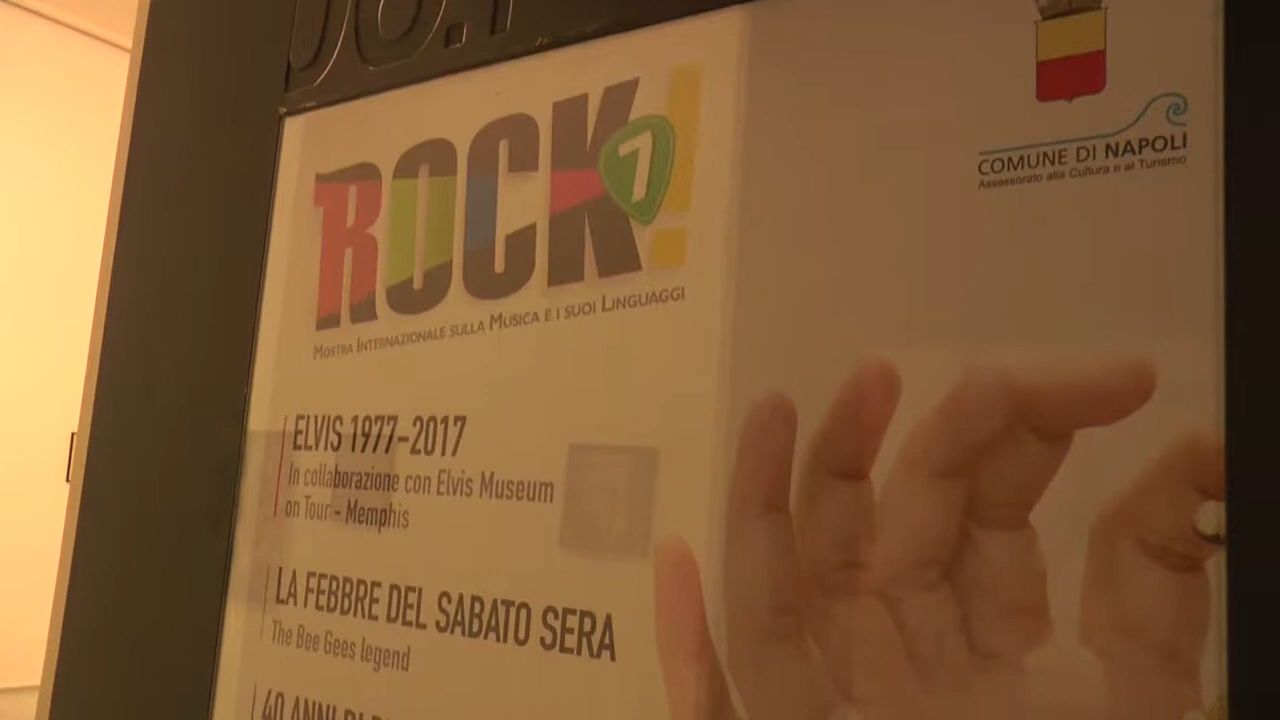 ROCK!
7
MOSTRA INTERNAZIONALE SULLA MUSICA E I SUOI LINGUAGGI
COMUNE DI NAPOLI
Assessorato alla Cultura e al Turismo
ELVIS 1977-2017
In collaborazione con Elvis Museum
on Tour - Memphis
LA FEBBRE DEL SABATO SERA
The Bee Gees legend
40 ANNI DI